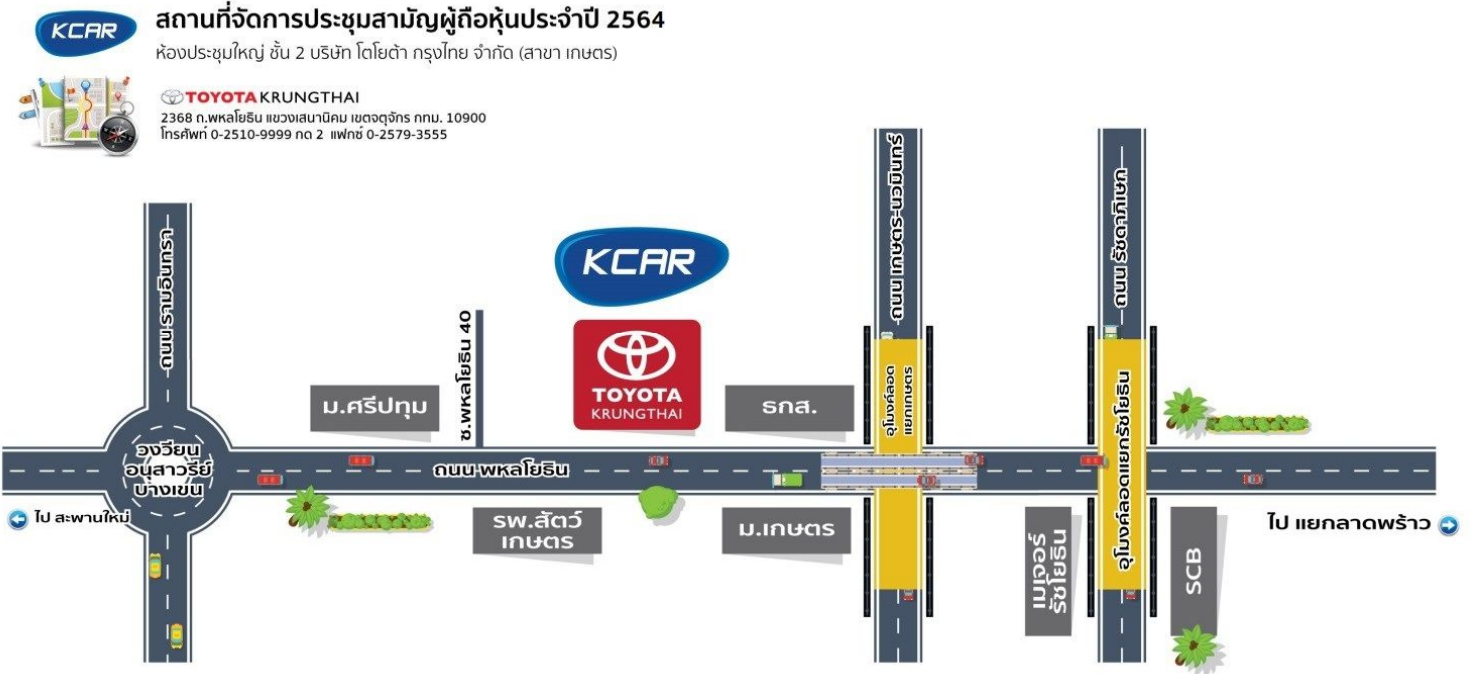 KCAR
สถานที่จัดการประชุมสามัญผู้ถือหุ้นประจำปี 2564
ห้องประชุมใหญ่ ชั้น 2 บริษัท โตโยต้า กรุงไทย จำกัด (สาขา เกษตร)
TOYOTA KRUNGTHAI
2368 ถ.พหลโยธิน แขวงเสนานิคม เขตจตุจักร กทม. 10900
โทรศัพท์ 0-2510-9999 กด 2 แฟกซ์ 0-2579-3555
ถนน รามอินทรา
ซ.พหลโยธิน 40
KCAR
TOYOTA
KRUNGTHAI
ถนน เกษตร-นวมินทร์
ถนน รัชดาภิเษก
ม.ศรีปทุม
ธกส.
อุโมงค์ลอด
แยกเกษตร
อุโมงค์ลอดแยกรัชโยธิน
วงเวียน
อนุสาวรีย์
บางเขน
ถนน พหลโยธิน
ไป สะพานใหม่
รพ.สัตว์
เกษตร
ม.เกษตร
เมเจอร์
รัชโยธิน
SCB
ไป แยกลาดพร้าว